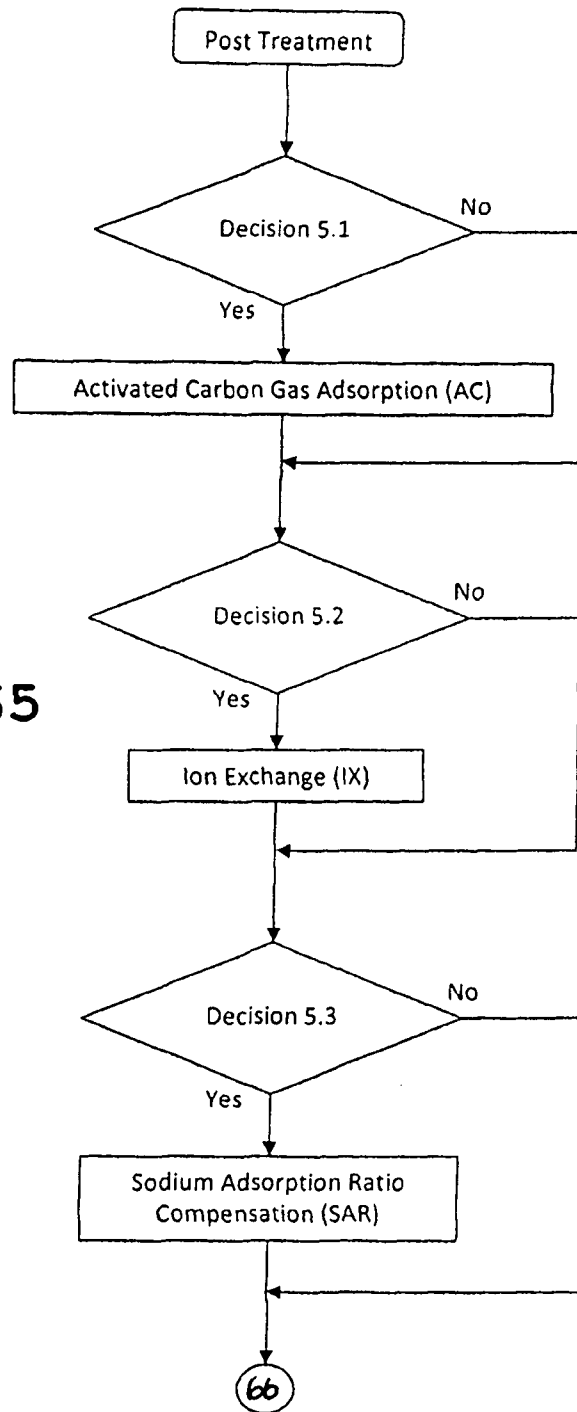 Post Treatment
Decision 5.1
No
Yes
Activated Carbon Gas Adsorption (AC)
Decision 5.2
No
Yes
Ion Exchange (IX)
Decision 5.3
No
Yes
Sodium Adsorption Ratio
Compensation (SAR)
66